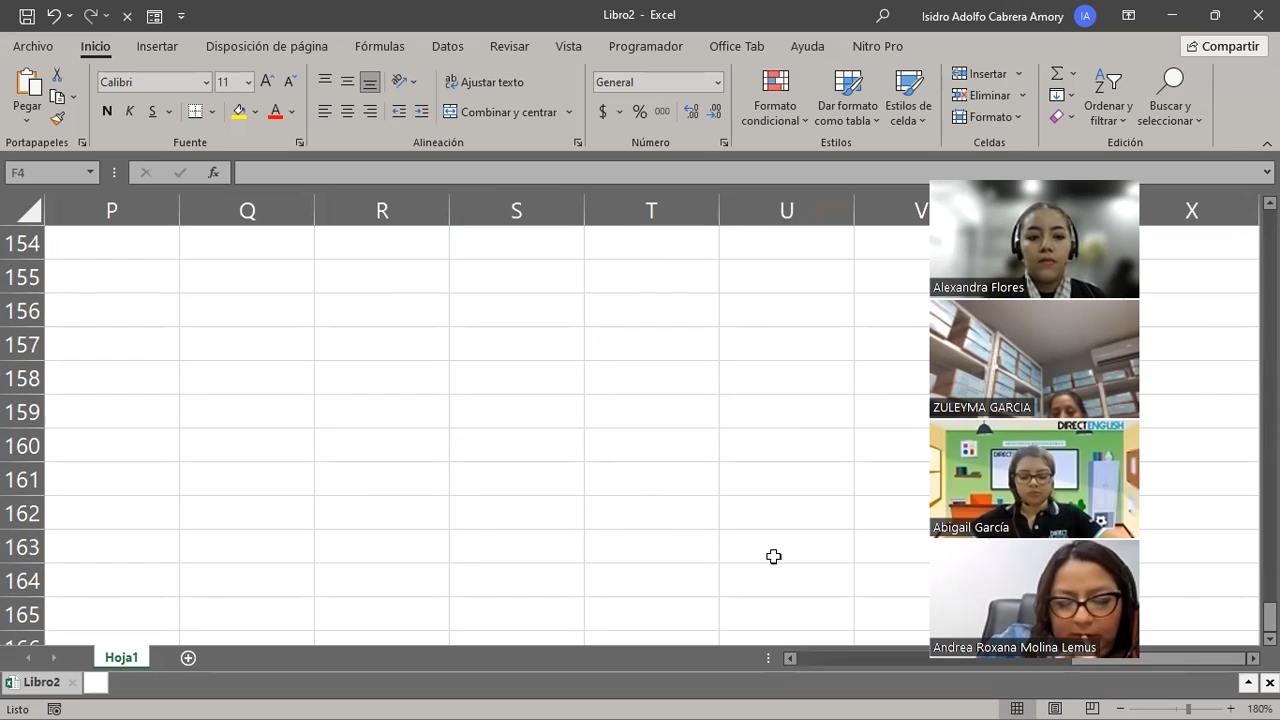 Libro2 - Excel
Isidro Adolfo Cabrera Amory IA
Archivo Inicio Insertar Disposición de página Fórmulas Datos Revisar Vista Programador Office Tab Ayuda Nitro Pro Compartir
Pegar
Calibri 11
N K S
Ajustar texto
Combinar y centrar
General
$ % 000
Formato condicional
Dar formato como tabla
Estilos de celda
Insertar
Eliminar
Formato
Ordenar y filtrar
Buscar y seleccionar
Portapapeles Fuente Alineación Número Estilos Celdas Edición
F4 fx
P Q R S T U V X
154
155
156
157
158
159
160
161
162
163
164
165
166
Alexandra Flores
ZULEYMA GARCIA
DIRECTENGLISH
Abigail García
Andrea Roxana Molina Lemus
Hoja1
Libro2
Listo
180%